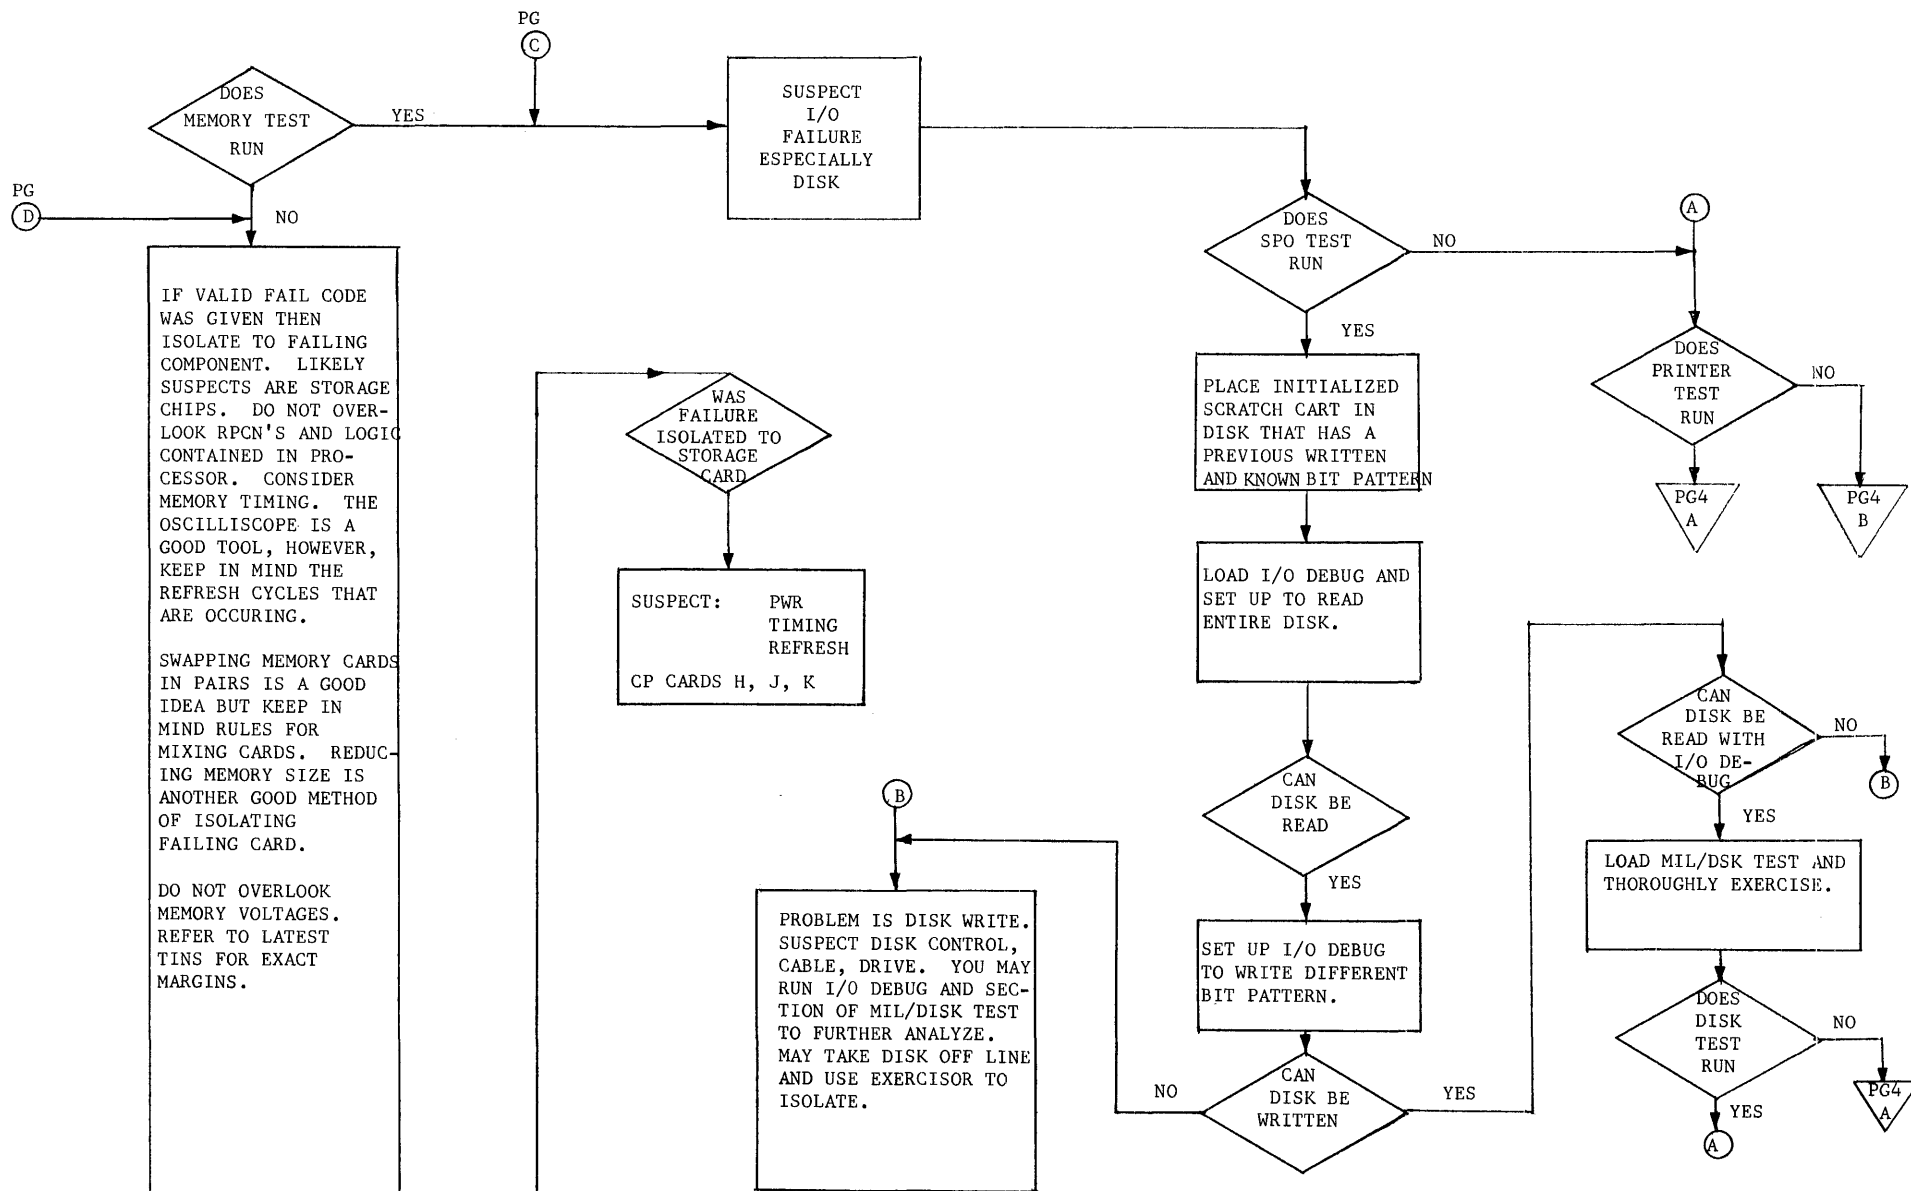 PG
C
DOES
MEMORY TEST
RUN
YES
PG
D
NO
IF VALID FAIL CODE
WAS GIVEN THEN
ISOLATE TO FAILING
COMPONENT. LIKELY
SUSPECTS ARE STORAGE
CHIPS. DO NOT OVER-
LOOK RPCN'S AND LOGIC
CONTAINED IN PRO-
CESSOR. CONSIDER
MEMORY TIMING. THE
OSCILLISCOPE IS A
GOOD TOOL, HOWEVER,
KEEP IN MIND THE
REFRESH CYCLES THAT
ARE OCCURING.
SWAPPING MEMORY CARDS
IN PAIRS IS A GOOD
IDEA BUT KEEP IN
MIND RULES FOR
MIXING CARDS. REDUC-
ING MEMORY SIZE IS
ANOTHER GOOD METHOD
OF ISOLATING
FAILING CARD.
DO NOT OVERLOOK
MEMORY VOLTAGES.
REFER TO LATEST
TINS FOR EXACT
MARGINS.
WAS
FAILURE
ISOLATED TO
STORAGE
CARD
SUSPECT: PWR
TIMING
REFRESH
CP CARDS H, J, K
SUSPECT
I/O
FAILURE
ESPECIALLY
DISK
DOES
SPO TEST
RUN
NO
YES
PLACE INITIALIZED
SCRATCH CART IN
DISK THAT HAS A
PREVIOUS WRITTEN
AND KNOWN BIT PATTERN
LOAD I/O DEBUG AND
SET UP TO READ
ENTIRE DISK.
CAN
DISK BE
READ
YES
SET UP I/O DEBUG
TO WRITE DIFFERENT
BIT PATTERN.
CAN
DISK BE
WRITTEN
NO
YES
B
PROBLEM IS DISK WRITE.
SUSPECT DISK CONTROL,
CABLE, DRIVE. YOU MAY
RUN I/O DEBUG AND SEC-
TION OF MIL/DISK TEST
TO FURTHER ANALYZE.
MAY TAKE DISK OFF LINE
AND USE EXERCISOR TO
ISOLATE.
A
DOES
PRINTER
TEST
RUN
NO
PG4
A
PG4
B
CAN
DISK BE
READ WITH
I/O DE-
BUG
NO
B
YES
LOAD MIL/DSK TEST AND
THOROUGHLY EXERCISE.
DOES
DISK
TEST
RUN
NO
PG4
A
YES
A